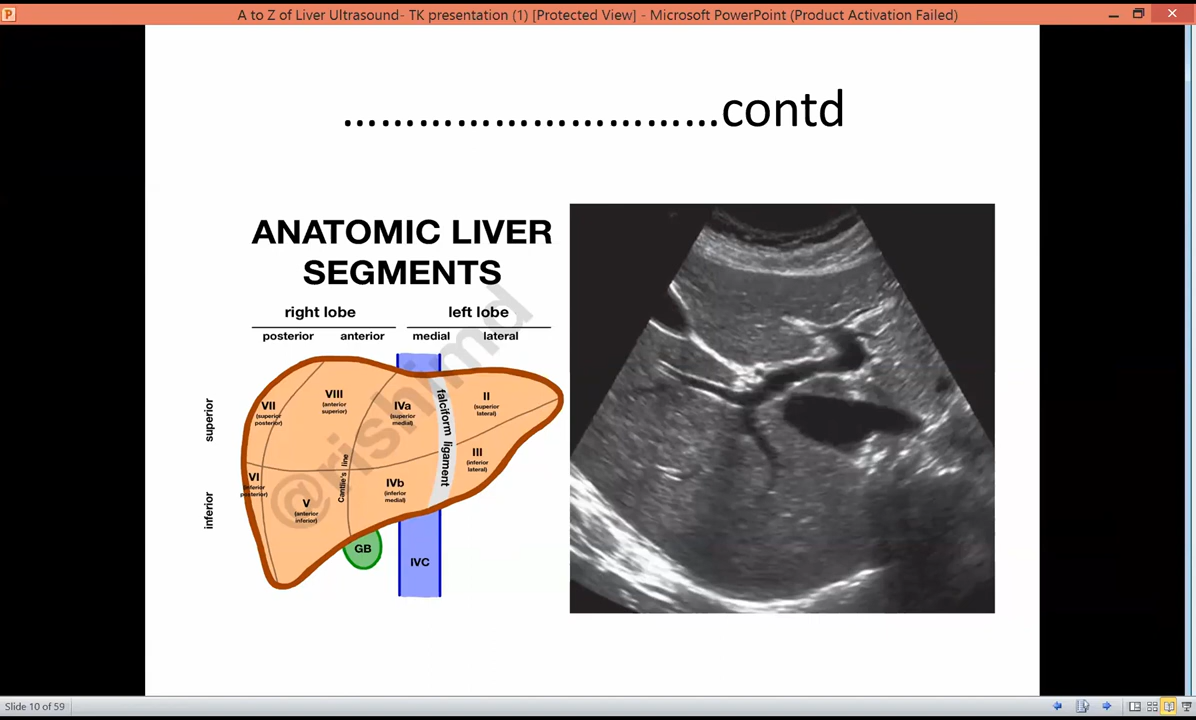 A to Z of Liver Ultrasound- TK presentation (1) [Protected View] - Microsoft PowerPoint (Product Activation Failed)
…………………………contd
ANATOMIC LIVER
SEGMENTS
right lobe
left lobe
posterior
anterior
medial
lateral
superior
inferior
VII
(superior
posterior)
VIII
(anterior
superior)
IVa
(superior
medial)
falciform ligament
II
(superior
lateral)
VI
(inferior
posterior)
V
(anterior
inferior)
Cantlie's line
IVb
(inferior
medial)
III
(inferior
lateral)
GB
IVC
@rishimd
Slide 10 of 59